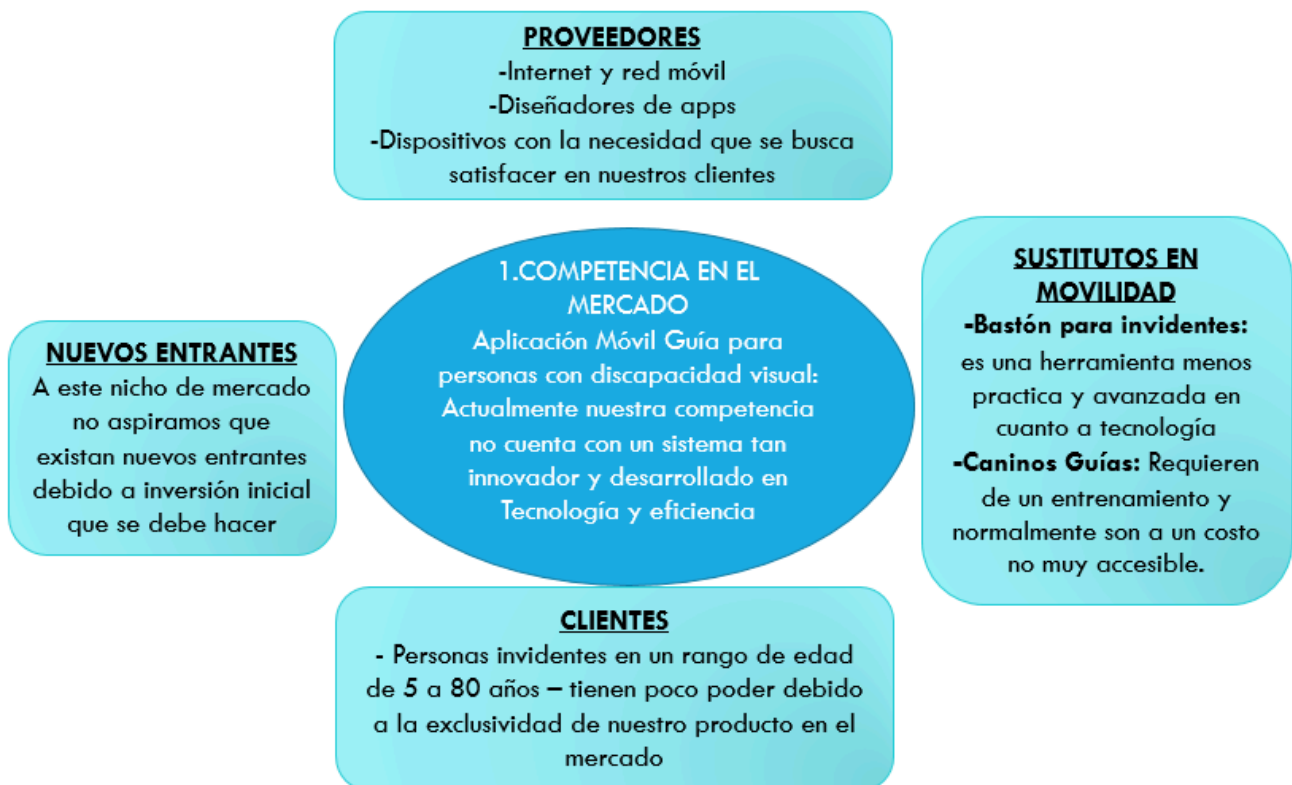 PROVEEDORES
-Internet y red móvil
-Diseñadores de apps
-Dispositivos con la necesidad que se busca
satisfacer en nuestros clientes
1.COMPETENCIA EN EL
MERCADO
Aplicación Móvil Guía para
personas con discapacidad visual:
Actualmente nuestra competencia
no cuenta con un sistema tan
innovador y desarrollado en
Tecnología y eficiencia
NUEVOS ENTRANTES
A este nicho de mercado
no aspiramos que
existan nuevos entrantes
debido a inversión inicial
que se debe hacer
SUSTITUTOS EN
MOVILIDAD
-Bastón para invidentes:
es una herramienta menos
practica y avanzada en
cuanto a tecnología
-Caninos Guías: Requieren
de un entrenamiento y
normalmente son a un costo
no muy accesible.
CLIENTES
- Personas invidentes en un rango de edad
de 5 a 80 años – tienen poco poder debido
a la exclusividad de nuestro producto en el
mercado